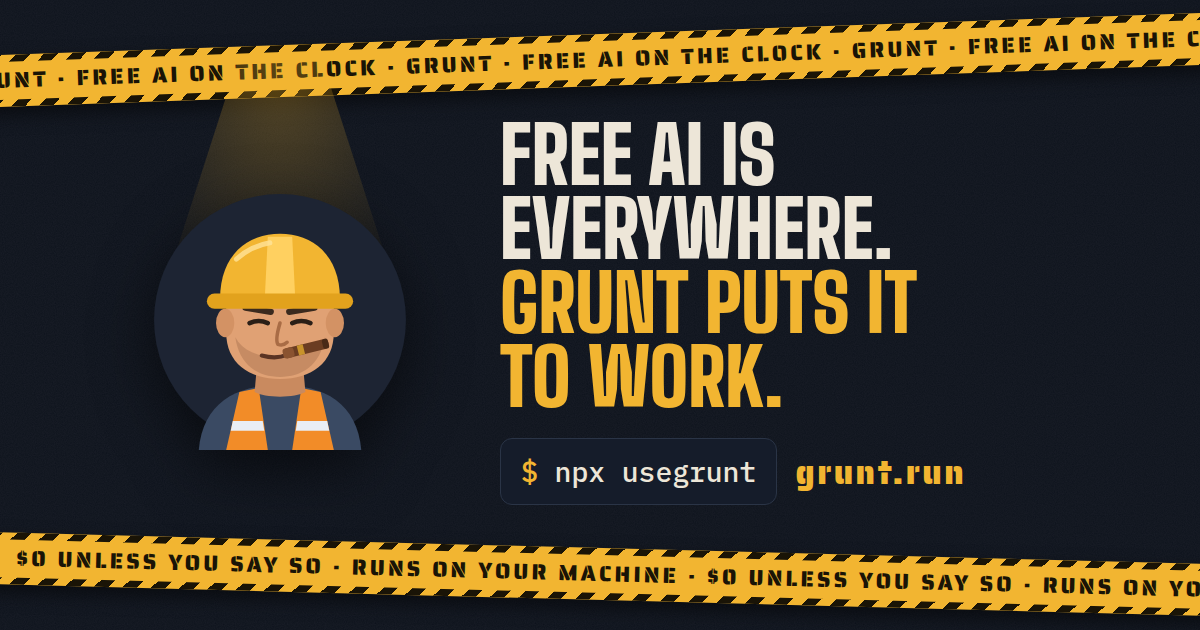 UNT · FREE AI ON THE CLOCK · GRUNT · FREE AI ON THE CLOCK · GRUNT · FREE AI ON THE C
FREE AI IS
EVERYWHERE.
GRUNT PUTS IT
TO WORK.
$ npx usegrunt
grunt.run
$0 UNLESS YOU SAY SO · RUNS ON YOUR MACHINE · $0 UNLESS YOU SAY SO · RUNS ON YO